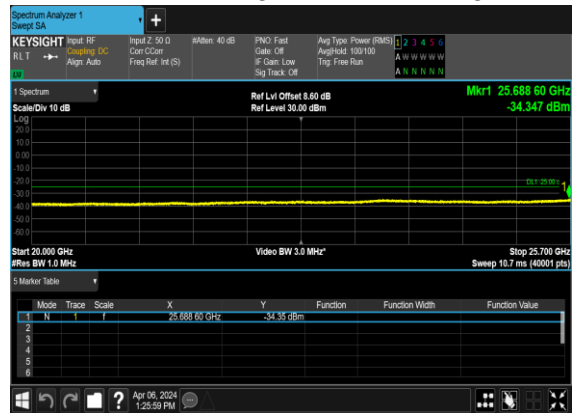 Spectrum Analyzer 1
Swept SA
+
KEYSIGHT Input: RF Input Z: 50 Ω #Atten: 40 dB PNO: Fast Avg Type: Power (RMS) 1 2 3 4 5 6
RLT Coupling: DC Corr CCorr Gate: Off Avg|Hold: 100/100 A W W W W W
Align: Auto Freq Ref: Int (S) IF Gain: Low Trig: Free Run
Sig Track: Off A N N N N N
1 Spectrum Ref Lvl Offset 8.60 dB Mkr1 25.688 60 GHz
Scale/Div 10 dB Ref Level 30.00 dBm -34.347 dBm
Log
20.0
10.0
0.00
-10.0
-20.0
DL1 -25.00
1
-30.0
-40.0
-50.0
-60.0
Start 20.000 GHz Video BW 3.0 MHz* Stop 25.700 GHz
#Res BW 1.0 MHz Sweep 10.7 ms (40001 pts)
5 Marker Table
Mode Trace Scale X Y Function Function Width Function Value
1 N 1 f 25.688 60 GHz -34.35 dBm
2
3
4
5
6
? Apr 06, 2024
1:25:59 PM